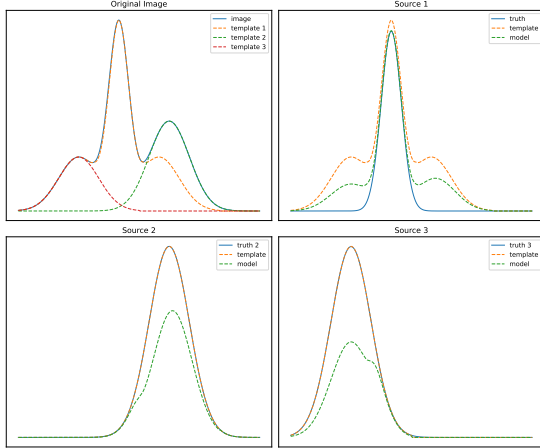 Original Image
image
template 1
template 2
template 3
Source 1
truth
template
model
Source 2
truth 2
template
model
Source 3
truth 3
template
model